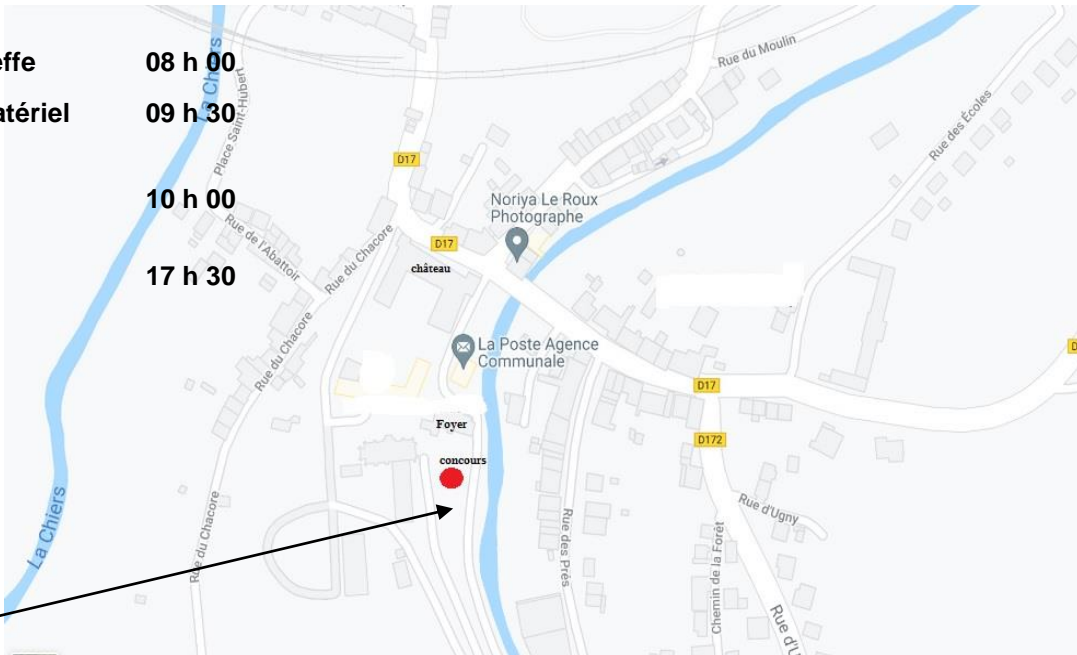 effe 08 h 00
atériel 09 h 30
10 h 00
17 h 30
La Chiers
Place Saint-Hubert
Rue du Moulin
Rue des Écoles
D17
Noriya Le Roux
Photographe
Rue de l'Abattoir
Rue du Chacore
D17
château
La Poste Agence
Communale
Rue du Chacore
D17
Foyer
concours
D172
La Chiers
Rue du Chacore
Rue des Prés
Rue d'Ugny
Chemin de la Forêt
Rue d'U
D